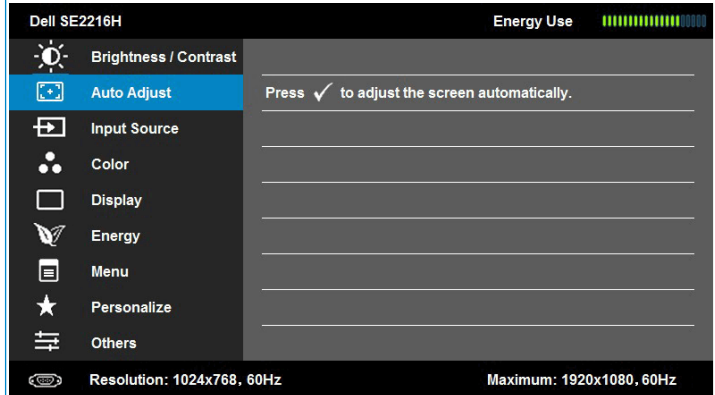 Dell SE2216H Energy Use
Brightness / Contrast
Auto Adjust Press ✓ to adjust the screen automatically.
Input Source
Color
Display
Energy
Menu
Personalize
Others
Resolution: 1024x768, 60Hz Maximum: 1920x1080, 60Hz